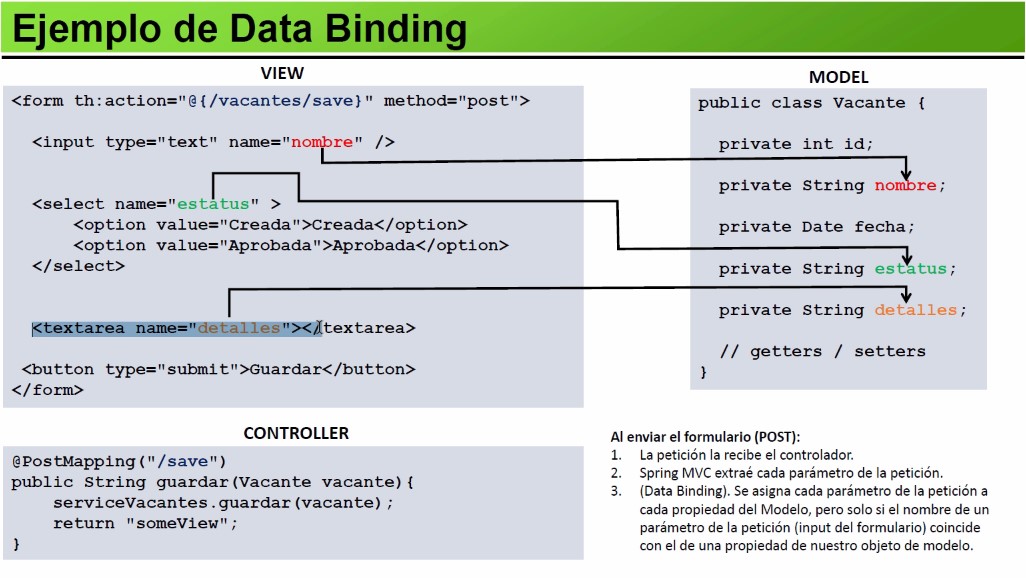 Ejemplo de Data Binding
VIEW
<form th:action="@{/vacantes/save}" method="post">
<input type="text" name="nombre" />
<select name="estatus" >
<option value="Creada">Creada</option>
<option value="Aprobada">Aprobada</option>
</select>
<textarea name="detalles"></textarea>
<button type="submit">Guardar</button>
</form>
MODEL
public class Vacante {
private int id;
private String nombre;
private Date fecha;
private String estatus;
private String detalles;
// getters / setters
}
CONTROLLER
@PostMapping("/save")
public String guardar(Vacante vacante){
serviceVacantes.guardar(vacante);
return "someView";
}
Al enviar el formulario (POST):
1. La petición la recibe el controlador.
2. Spring MVC extraé cada parámetro de la petición.
3. (Data Binding). Se asigna cada parámetro de la petición a
cada propiedad del Modelo, pero solo si el nombre de un
parámetro de la petición (input del formulario) coincide
con el de una propiedad de nuestro objeto de modelo.